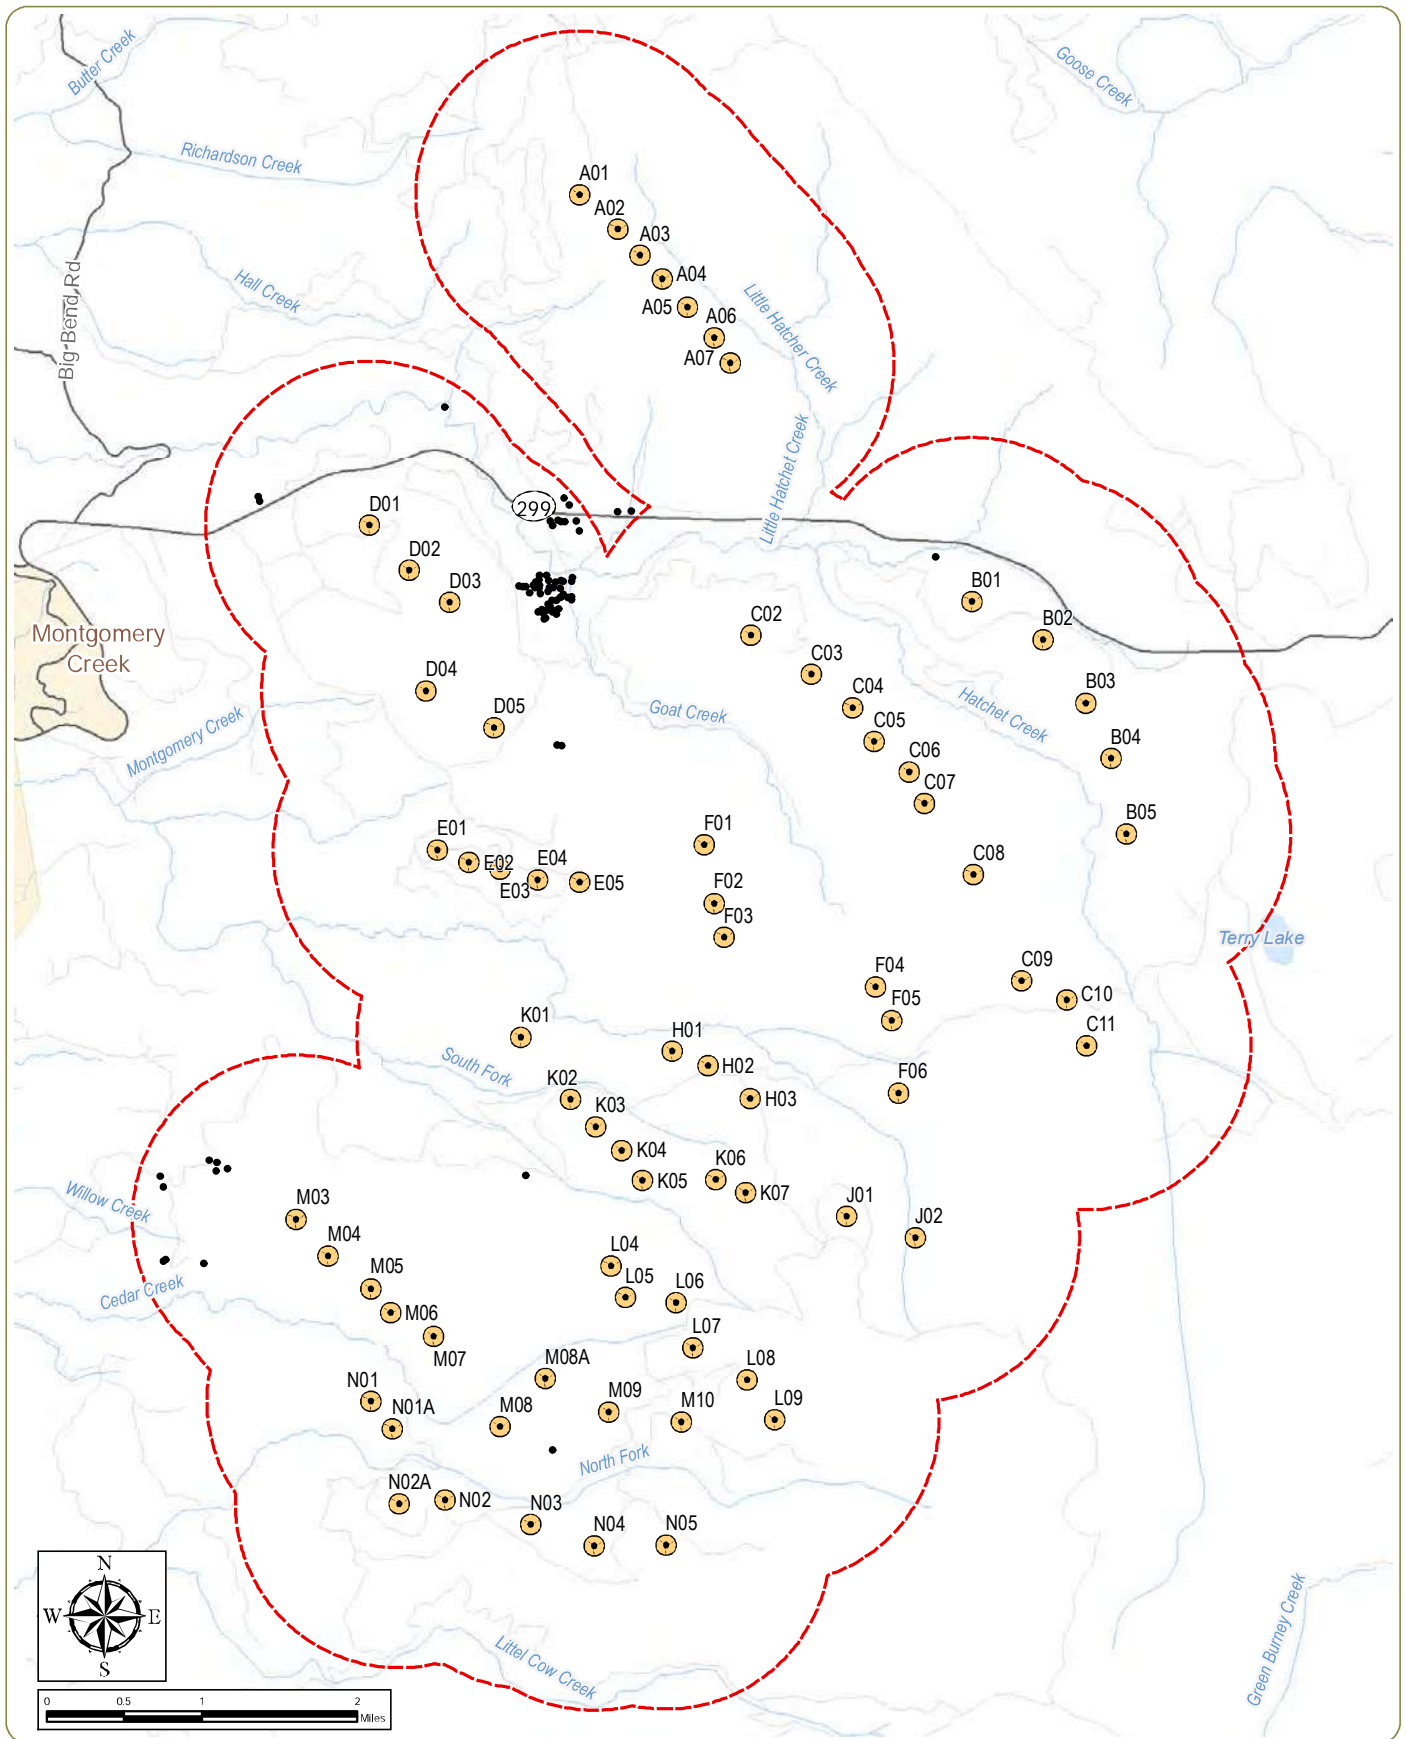 Butter Creek
Goose Creek
Richardson Creek
A01
A02
A03
Hall Creek
A04
Big Bend Rd
A05
A06
Little Hatcher Creek
A07
Little Hatchet Creek
299
D01
D02
D03
B01
B02
C02
Montgomery
Creek
C03
D04
B03
C04
Hatchet Creek
Goat Creek
D05
C05
Montgomery Creek
B04
C06
C07
B05
F01
E01
E02
E03
E04
E05
C08
F02
F03
Terry Lake
F04
C09
C10
F05
C11
K01
H01
South Fork
H02
K02
F06
H03
K03
K04
K06
K05
K07
Willow Creek
M03
J01
J02
M04
L04
M05
L05
L06
Cedar Creek
M06
M07
L07
M08A
L08
N01
M09
N01A
M08
M10
L09
North Fork
N02A
N02
N03
N04
N05
N
W
E
S
Littel Cow Creek
Green Burney Creek
0 0.5 1 2
Miles